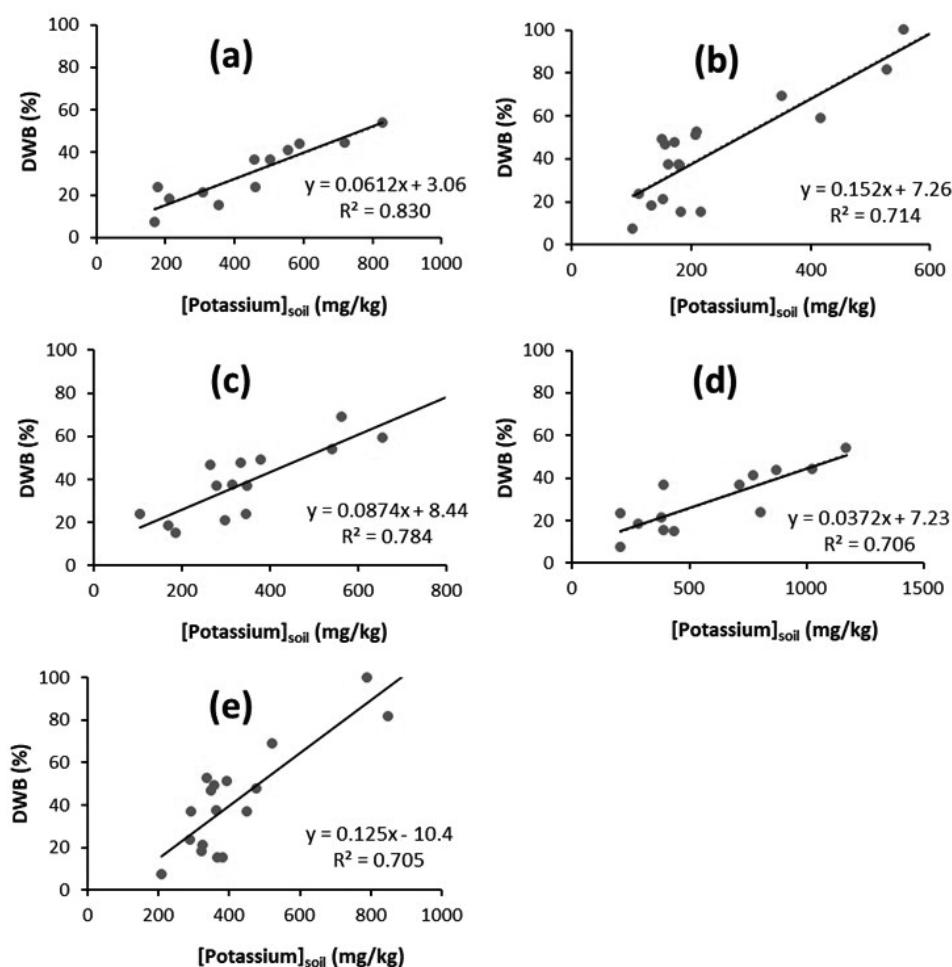 100
80
60
40
20
0
DWB (%)
(a)
y = 0.0612x + 3.06
R² = 0.830
0 200 400 600 800 1000
[Potassium]soil (mg/kg)
100
80
60
40
20
0
DWB (%)
(b)
y = 0.152x + 7.26
R² = 0.714
0 200 400 600
[Potassium]soil (mg/kg)
100
80
60
40
20
0
DWB (%)
(c)
y = 0.0874x + 8.44
R² = 0.784
0 200 400 600 800
[Potassium]soil (mg/kg)
100
80
60
40
20
0
DWB (%)
(d)
y = 0.0372x + 7.23
R² = 0.706
0 500 1000 1500
[Potassium]soil (mg/kg)
100
80
60
40
20
0
DWB (%)
(e)
y = 0.125x - 10.4
R² = 0.705
0 200 400 600 800 1000
[Potassium]soil (mg/kg)